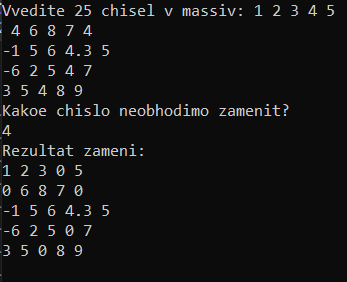 Vvedite 25 chisel v massiv: 1 2 3 4 5
4 6 8 7 4
-1 5 6 4.3 5
-6 2 5 4 7
3 5 4 8 9
Kakoe chislo neobhodimo zamenit?
4
Rezultat zameni:
1 2 3 0 5
0 6 8 7 0
-1 5 6 4.3 5
-6 2 5 0 7
3 5 0 8 9